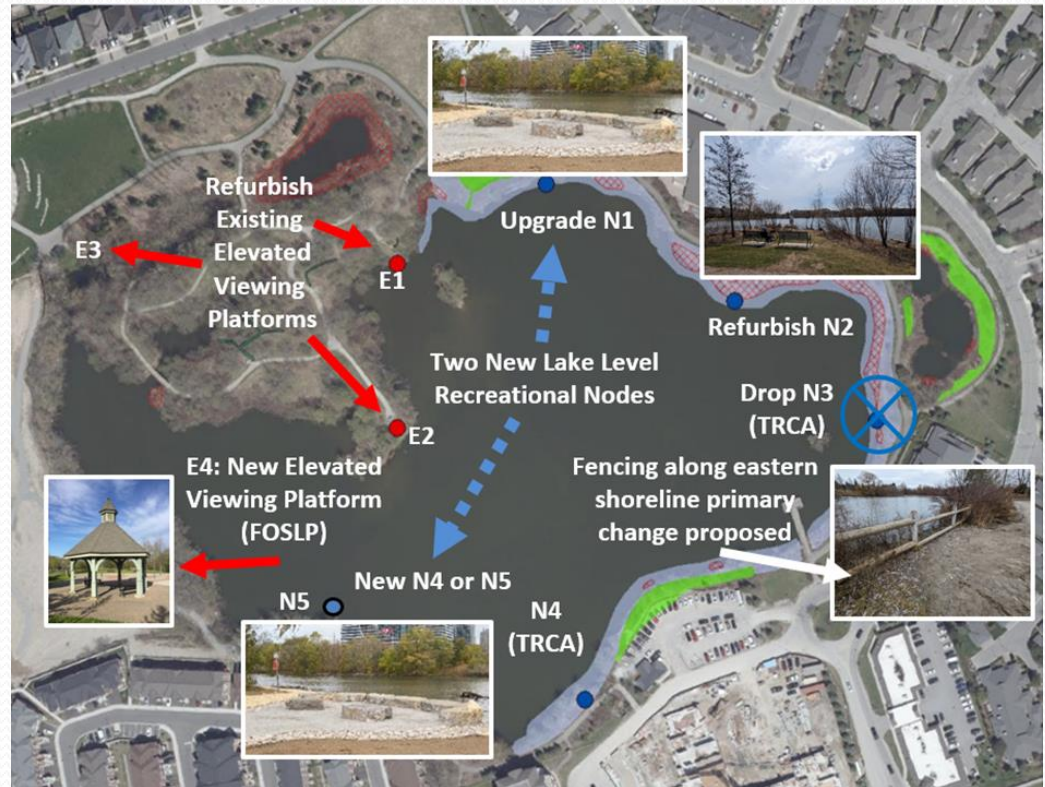 Refurbish
Existing
Elevated
Viewing
Platforms
E3
E1
E2
Upgrade N1
Refurbish N2
Two New Lake Level
Recreational Nodes
Drop N3
(TRCA)
E4: New Elevated
Viewing Platform
(FOSLP)
Fencing along eastern
shoreline primary
change proposed
New N4 or N5
N5
N4
(TRCA)